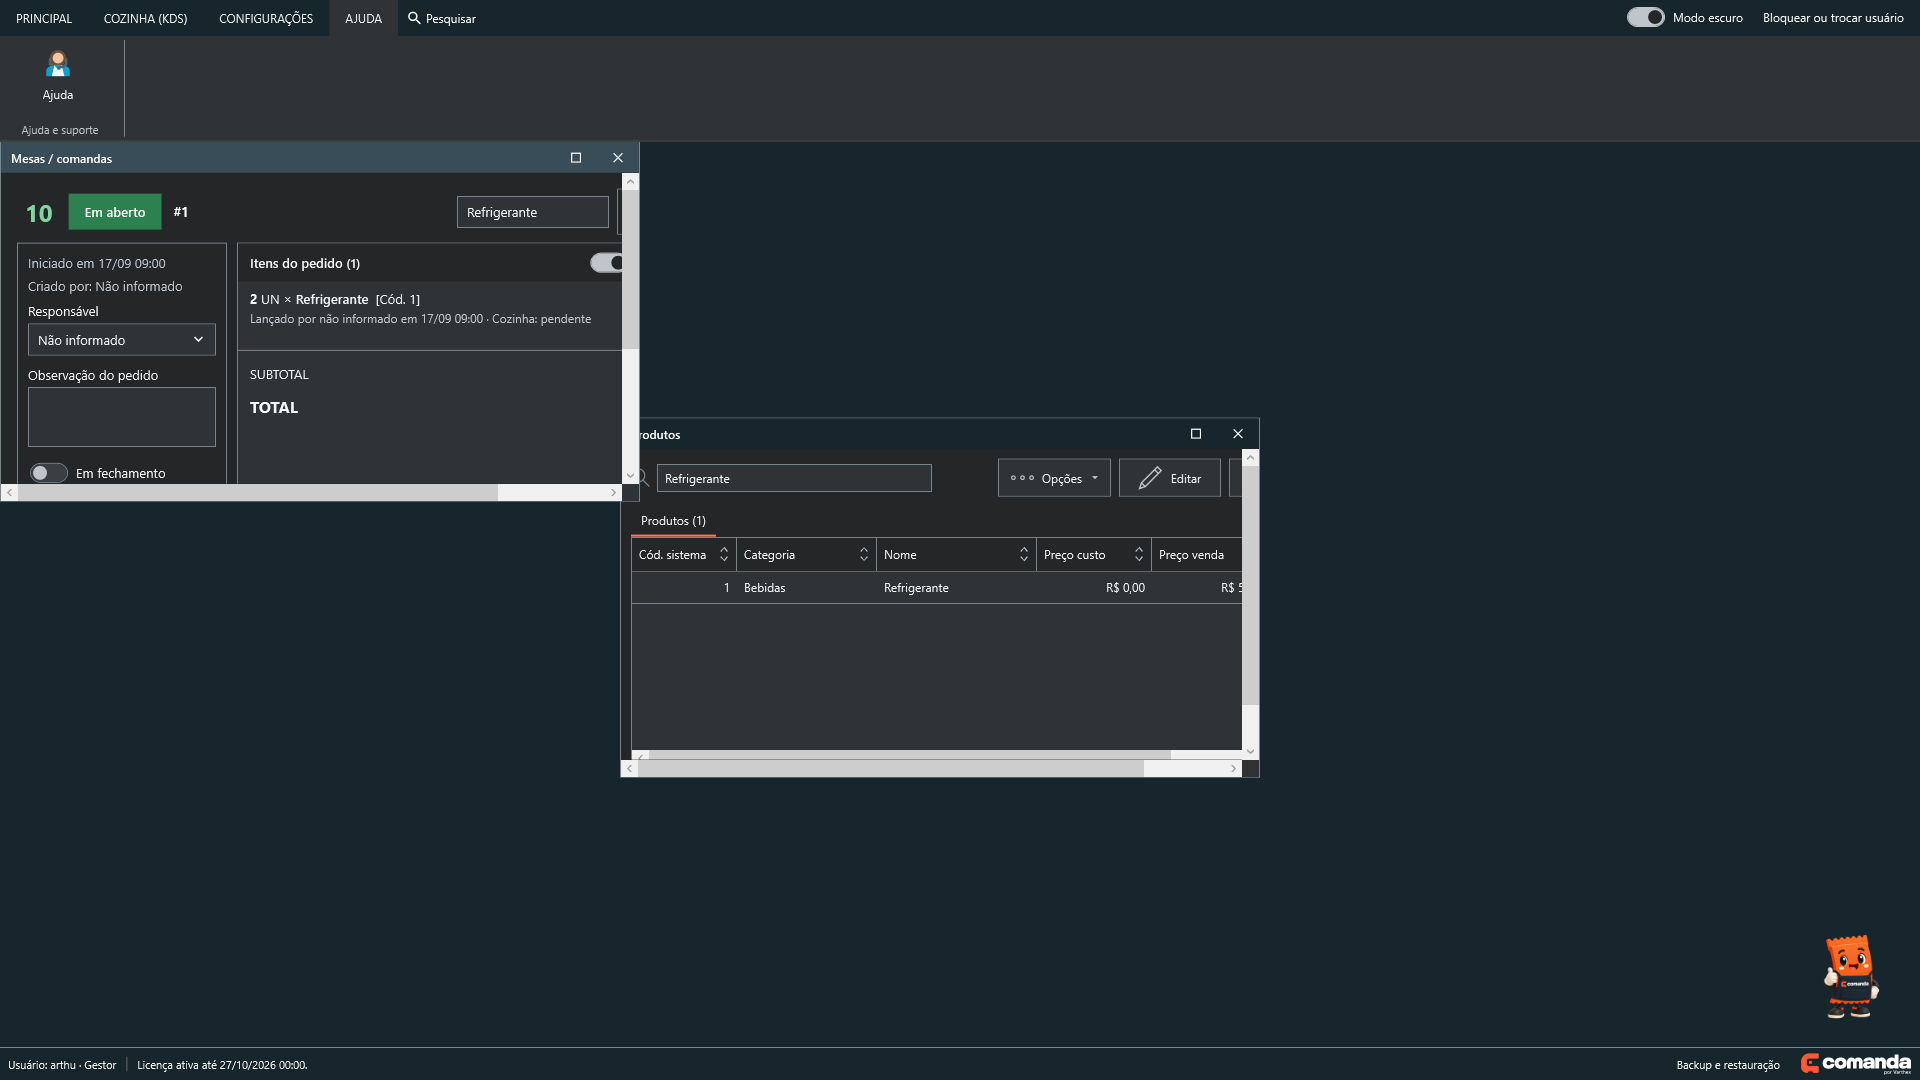 PRINCIPAL COZINHA (KDS) CONFIGURAÇÕES AJUDA Pesquisar Modo escuro Bloquear ou trocar usuário
Ajuda
Ajuda e suporte
Mesas / comandas
10 Em aberto #1 Refrigerante
Iniciado em 17/09 09:00
Criado por: Não informado
Responsável
Não informado
Observação do pedido
Em fechamento
Itens do pedido (1)
2 UN × Refrigerante [Cód. 1]
Lançado por não informado em 17/09 09:00 · Cozinha: pendente
SUBTOTAL
TOTAL
rodutos
Refrigerante Opções Editar
Produtos (1)
Cód. sistema Categoria Nome Preço custo Preço venda
1 Bebidas Refrigerante R$ 0,00 R$ 5
comanda
Usuário: arthu · Gestor Licença ativa até 27/10/2026 00:00. Backup e restauração comanda